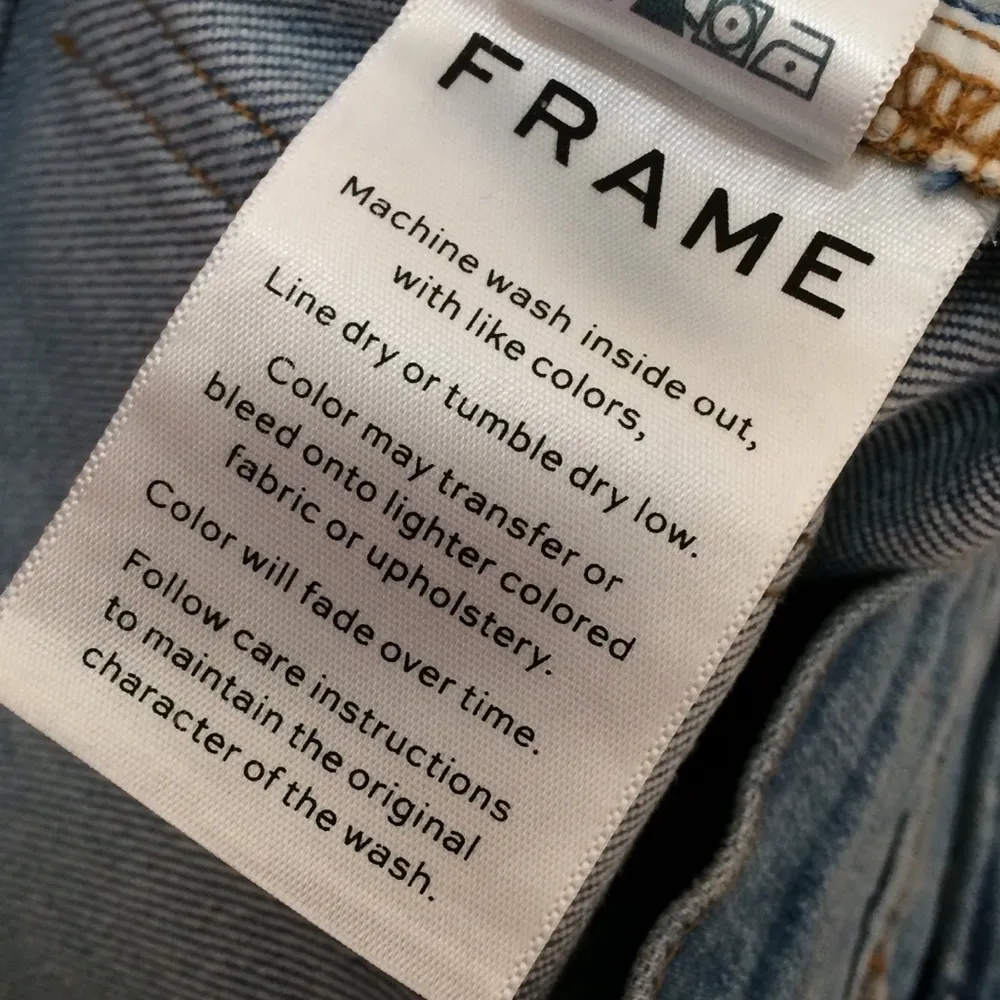 FRAME
Machine wash inside out,
with like colors,
Line dry or tumble dry low.
Color may transfer or
bleed onto lighter colored
fabric or upholstery.
Color will fade over time.
Follow care instructions
to maintain the original
character of the wash.